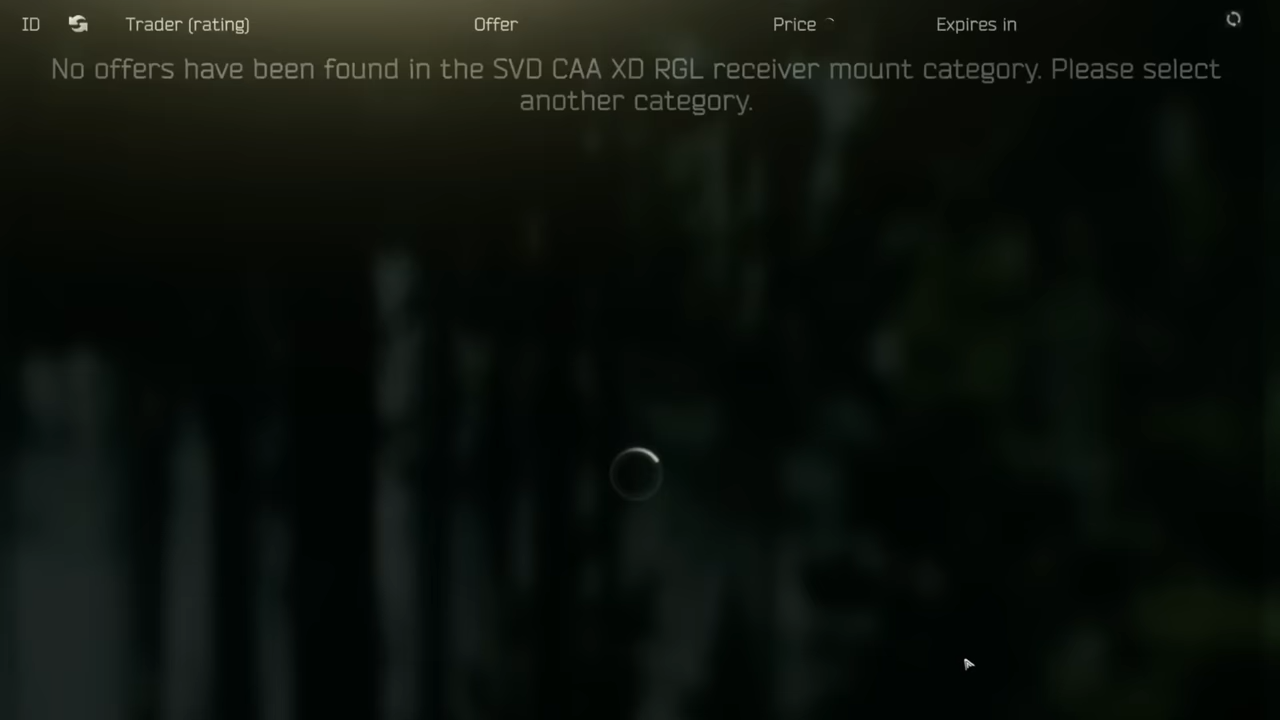 ID Trader (rating) Offer Price Expires in
No offers have been found in the SVD CAA XD RGL receiver mount category. Please select
another category.